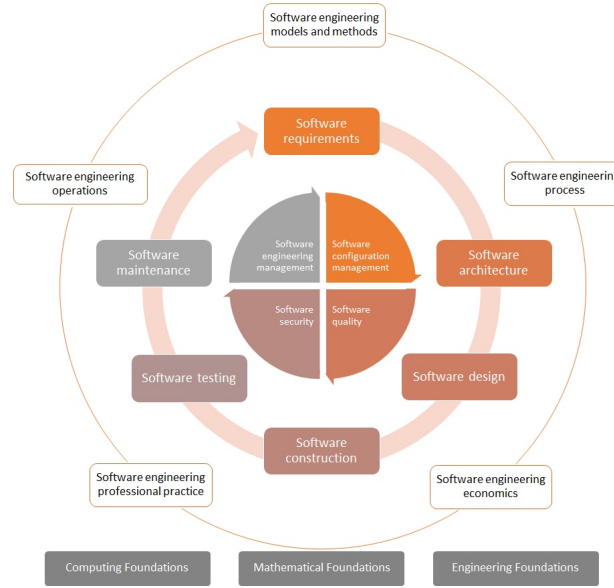 Software engineering
models and methods
Software
requirements
Software engineering
operations
Software engineering
process
Software
engineering
management
Software
configuration
management
Software
maintenance
Software
architecture
Software
security
Software
quality
Software testing
Software design
Software
construction
Software engineering
professional practice
Software engineering
economics
Computing Foundations
Mathematical Foundations
Engineering Foundations